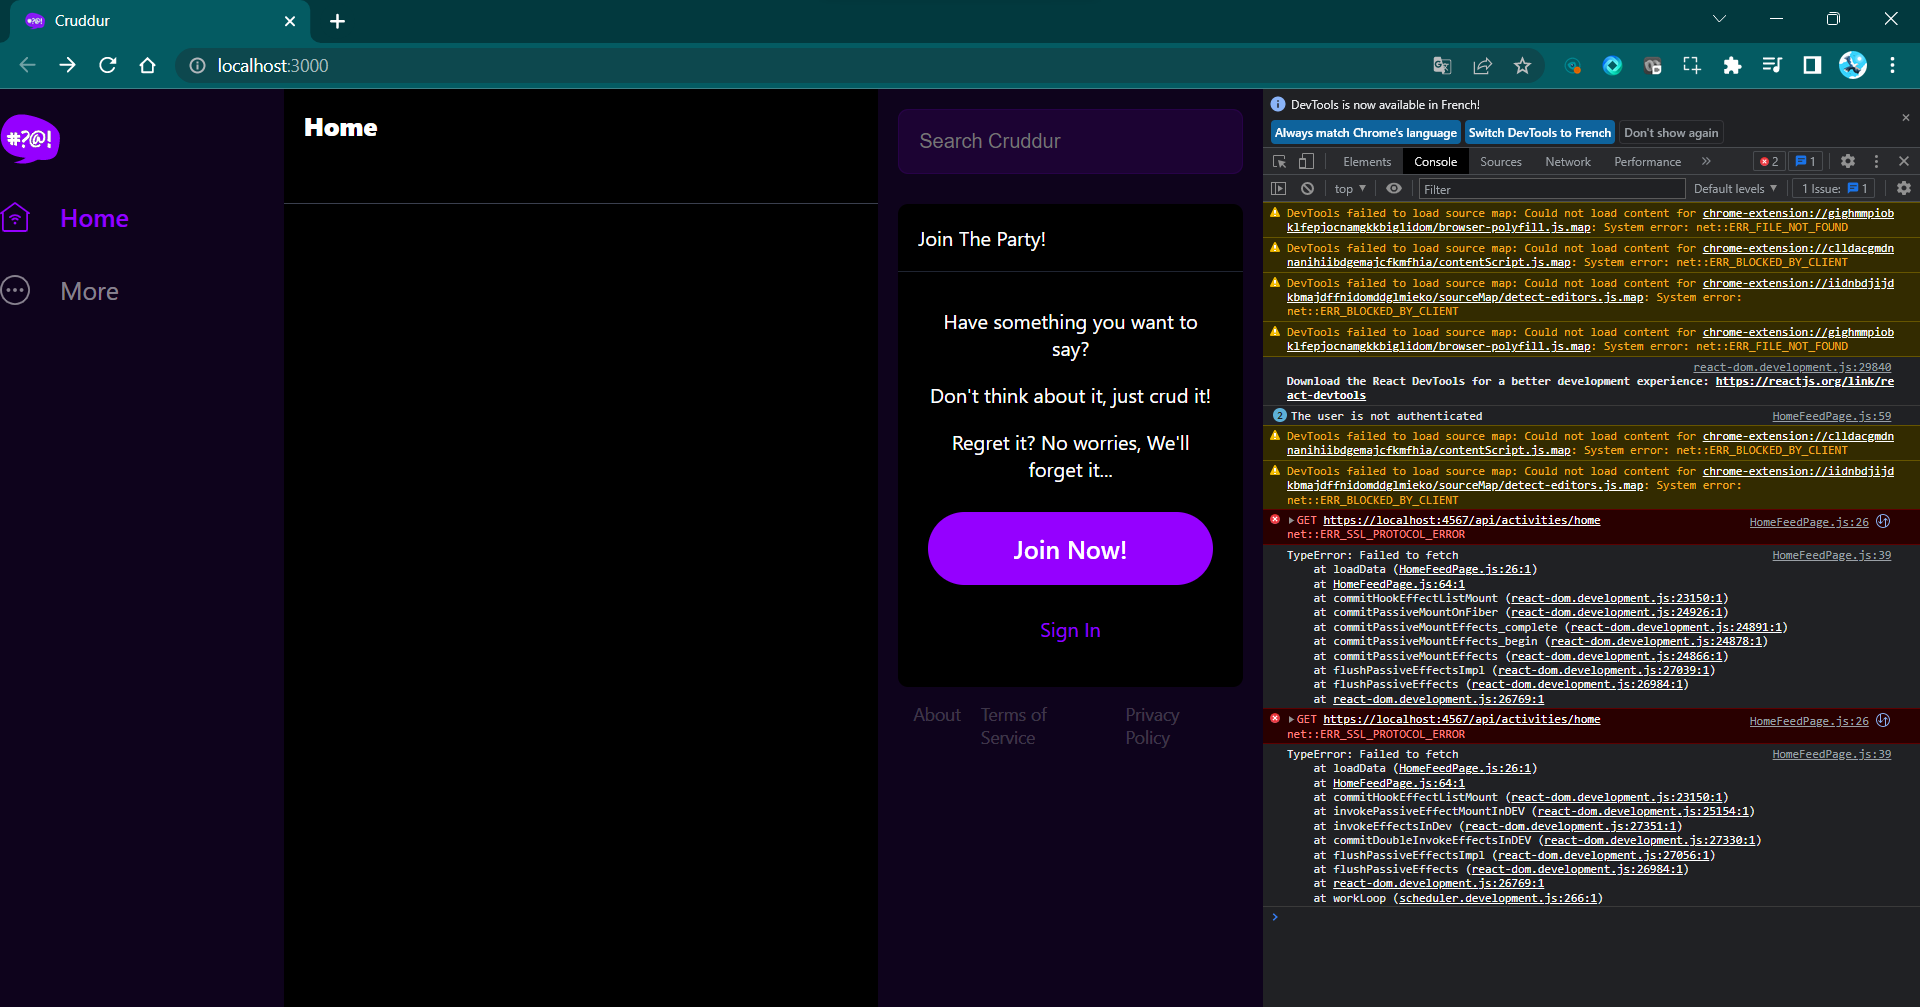 Cruddur
localhost:3000
#?@!
Home
More
Home
Search Cruddur
Join The Party!
Have something you want to
say?
Don't think about it, just crud it!
Regret it? No worries, We'll
forget it...
Join Now!
Sign In
About Terms of Service Privacy Policy
DevTools is now available in French!
Always match Chrome's language Switch DevTools to French Don't show again
Elements Console Sources Network Performance » 2 1
top Filter Default levels 1 Issue: 1
DevTools failed to load source map: Could not load content for chrome-extension://gighmmpiob
klfepjocnamgkkbiglidom/browser-polyfill.js.map: System error: net::ERR_FILE_NOT_FOUND
DevTools failed to load source map: Could not load content for chrome-extension://clldacgmdn
nanihiibdgemajcfkmfhia/contentScript.js.map: System error: net::ERR_BLOCKED_BY_CLIENT
DevTools failed to load source map: Could not load content for chrome-extension://iidnbdjijd
kbmajdffnidomddglmieko/sourceMap/detect-editors.js.map: System error:
net::ERR_BLOCKED_BY_CLIENT
DevTools failed to load source map: Could not load content for chrome-extension://gighmmpiob
klfepjocnamgkkbiglidom/browser-polyfill.js.map: System error: net::ERR_FILE_NOT_FOUND
react-dom.development.js:29840
Download the React DevTools for a better development experience: https://reactjs.org/link/re
act-devtools
2 The user is not authenticated HomeFeedPage.js:59
DevTools failed to load source map: Could not load content for chrome-extension://clldacgmdn
nanihiibdgemajcfkmfhia/contentScript.js.map: System error: net::ERR_BLOCKED_BY_CLIENT
DevTools failed to load source map: Could not load content for chrome-extension://iidnbdjijd
kbmajdffnidomddglmieko/sourceMap/detect-editors.js.map: System error:
net::ERR_BLOCKED_BY_CLIENT
GET https://localhost:4567/api/activities/home HomeFeedPage.js:26
net::ERR_SSL_PROTOCOL_ERROR
TypeError: Failed to fetch HomeFeedPage.js:39
at loadData (HomeFeedPage.js:26:1)
at HomeFeedPage.js:64:1
at commitHookEffectListMount (react-dom.development.js:23150:1)
at commitPassiveMountOnFiber (react-dom.development.js:24926:1)
at commitPassiveMountEffects_complete (react-dom.development.js:24891:1)
at commitPassiveMountEffects_begin (react-dom.development.js:24878:1)
at commitPassiveMountEffects (react-dom.development.js:24866:1)
at flushPassiveEffectsImpl (react-dom.development.js:27039:1)
at flushPassiveEffects (react-dom.development.js:26984:1)
at react-dom.development.js:26769:1
GET https://localhost:4567/api/activities/home HomeFeedPage.js:26
net::ERR_SSL_PROTOCOL_ERROR
TypeError: Failed to fetch HomeFeedPage.js:39
at loadData (HomeFeedPage.js:26:1)
at HomeFeedPage.js:64:1
at commitHookEffectListMount (react-dom.development.js:23150:1)
at invokePassiveEffectMountInDEV (react-dom.development.js:25154:1)
at invokeEffectsInDev (react-dom.development.js:27351:1)
at commitDoubleInvokeEffectsInDEV (react-dom.development.js:27330:1)
at flushPassiveEffectsImpl (react-dom.development.js:27056:1)
at flushPassiveEffects (react-dom.development.js:26984:1)
at react-dom.development.js:26769:1
at workLoop (scheduler.development.js:266:1)